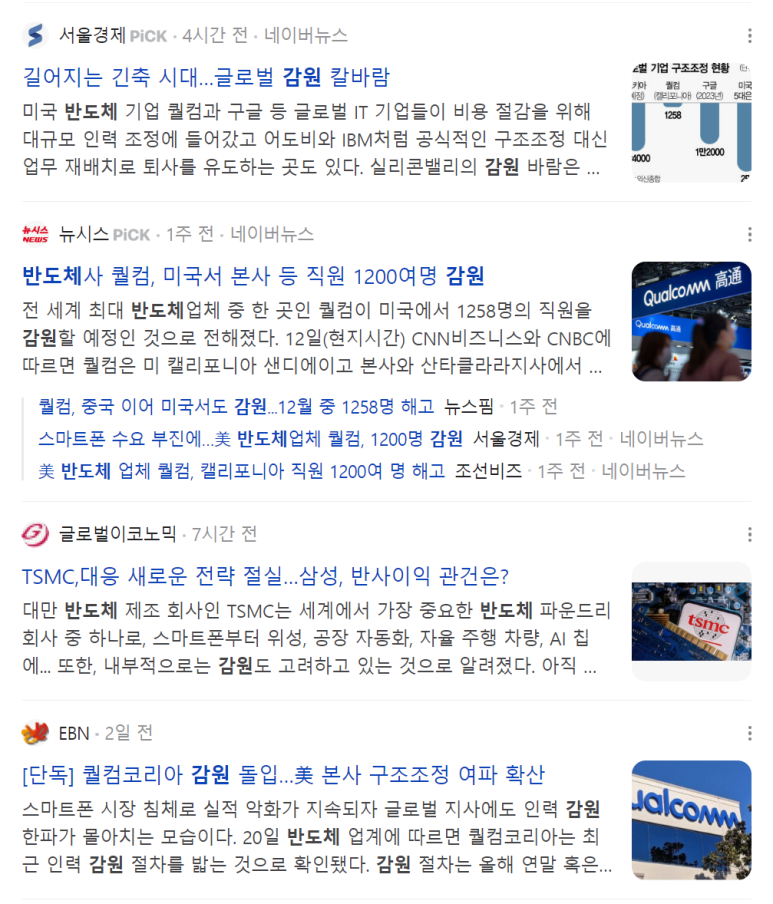 서울경제 PiCK · 4시간 전 · 네이버뉴스
길어지는 긴축 시대...글로벌 감원 칼바람
미국 반도체 기업 퀄컴과 구글 등 글로벌 IT 기업들이 비용 절감을 위해
대규모 인력 조정에 들어갔고 어도비와 IBM처럼 공식적인 구조조정 대신
업무 재배치로 퇴사를 유도하는 곳도 있다. 실리콘밸리의 감원 바람은 ...
기업 구조조정 현황
퀄컴 구글 미국
(캘리포니아) (2023년)
1258
4000
1만2000
뉴시스
NEWS
뉴시스 PiCK · 1주 전 · 네이버뉴스
반도체사 퀄컴, 미국서 본사 등 직원 1200여명 감원
전 세계 최대 반도체업체 중 한 곳인 퀄컴이 미국에서 1258명의 직원을
감원할 예정인 것으로 전해졌다. 12일(현지시간) CNN비즈니스와 CNBC에
따르면 퀄컴은 미 캘리포니아 샌디에이고 본사와 산타클라라지사에서 ...
Qualcomm 高通
Qualcomm 高通
퀄컴, 중국 이어 미국서도 감원...12월 중 1258명 해고 뉴스핌 · 1주 전
스마트폰 수요 부진에...美 반도체업체 퀄컴, 1200명 감원 서울경제 · 1주 전 · 네이버뉴스
美 반도체 업체 퀄컴, 캘리포니아 직원 1200여 명 해고 조선비즈 · 1주 전 · 네이버뉴스
글로벌이코노믹 · 7시간 전
TSMC,대응 새로운 전략 절실...삼성, 반사이익 관건은?
대만 반도체 제조 회사인 TSMC는 세계에서 가장 중요한 반도체 파운드리
회사 중 하나로, 스마트폰부터 위성, 공장 자동화, 자율 주행 차량, AI 칩
에... 또한, 내부적으로는 감원도 고려하고 있는 것으로 알려졌다. 아직 ...
tsmc
EBN · 2일 전
[단독] 퀄컴코리아 감원 돌입...美 본사 구조조정 여파 확산
스마트폰 시장 침체로 실적 악화가 지속되자 글로벌 지사에도 인력 감원
한파가 몰아치는 모습이다. 20일 반도체 업계에 따르면 퀄컴코리아는 최
근 인력 감원 절차를 밟는 것으로 확인됐다. 감원 절차는 올해 연말 혹은...
ualcomm